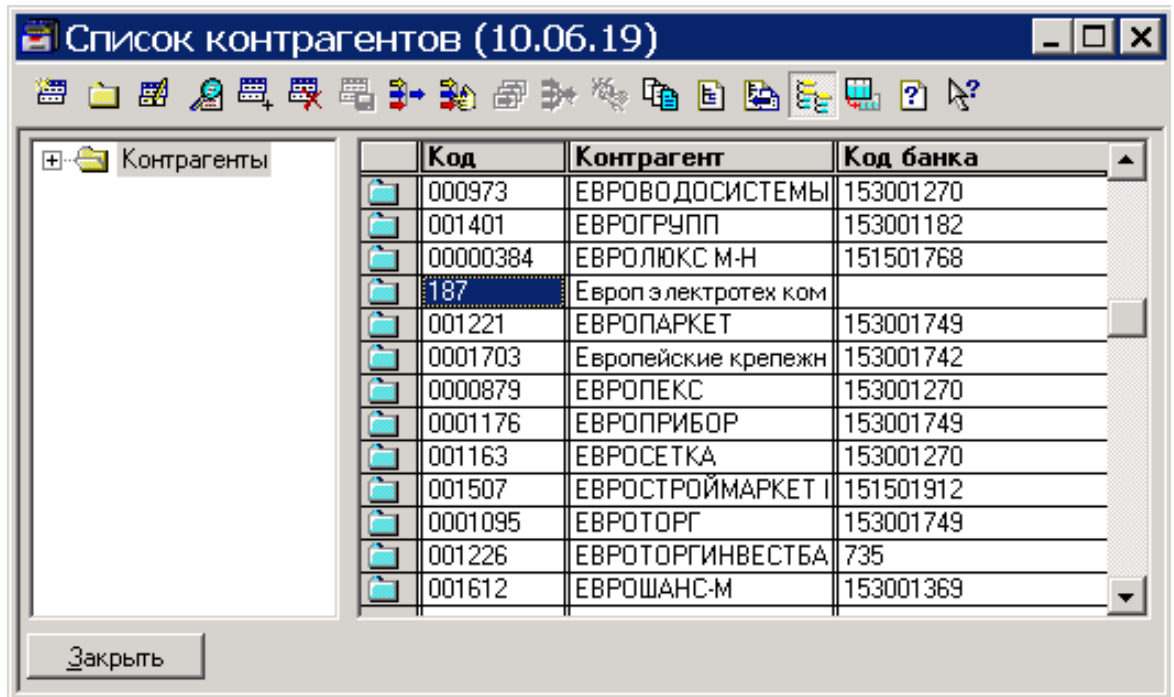 Список контрагентов (10.06.19)
Контрагенты
Код Контрагент Код банка
000973 ЕВРОВОДОСИСТЕМЫ 153001270
001401 ЕВРОГРУПП 153001182
00000384 ЕВРОЛЮКС М-Н 151501768
187 Европ электротех ком
001221 ЕВРОПАРКЕТ 153001749
0001703 Европейские крепежн 153001742
0000879 ЕВРОПЕКС 153001270
0001176 ЕВРОПРИБОР 153001749
001163 ЕВРОСЕТКА 153001270
001507 ЕВРОСТРОЙМАРКЕТ 151501912
0001095 ЕВРОТОРГ 153001749
001226 ЕВРОТОРГИНВЕСТБА 735
001612 ЕВРОШАНС-М 153001369
Закрыть